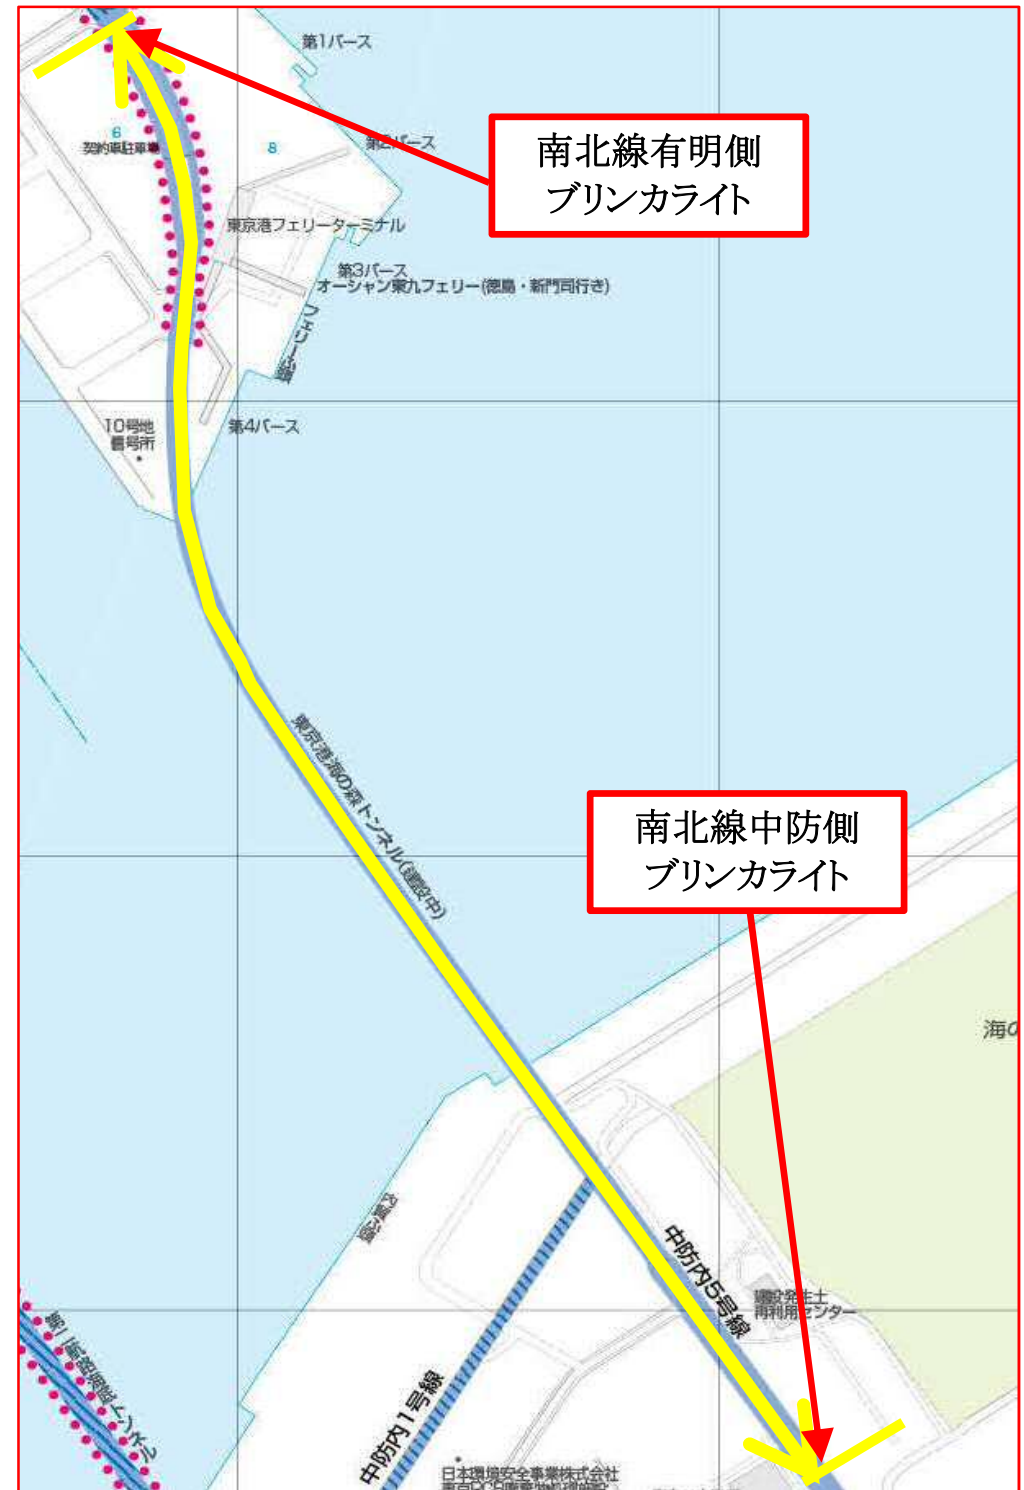 第1バース
南北線有明側
ブリンカライト
6
契約車駐車場
8
第2バース
東京港フェリーターミナル
第3バース
オーシャン東九フェリー(徳島・新門司行き)
フェリーふ頭
10号地
信号所
第4バース
東京港海の森トンネル(建設中)
南北線中防側
ブリンカライト
海の
中防内5号線
建設発生土
再利用センター
第二航路海底トンネル
中防内1号線
日本環境安全事業株式会社